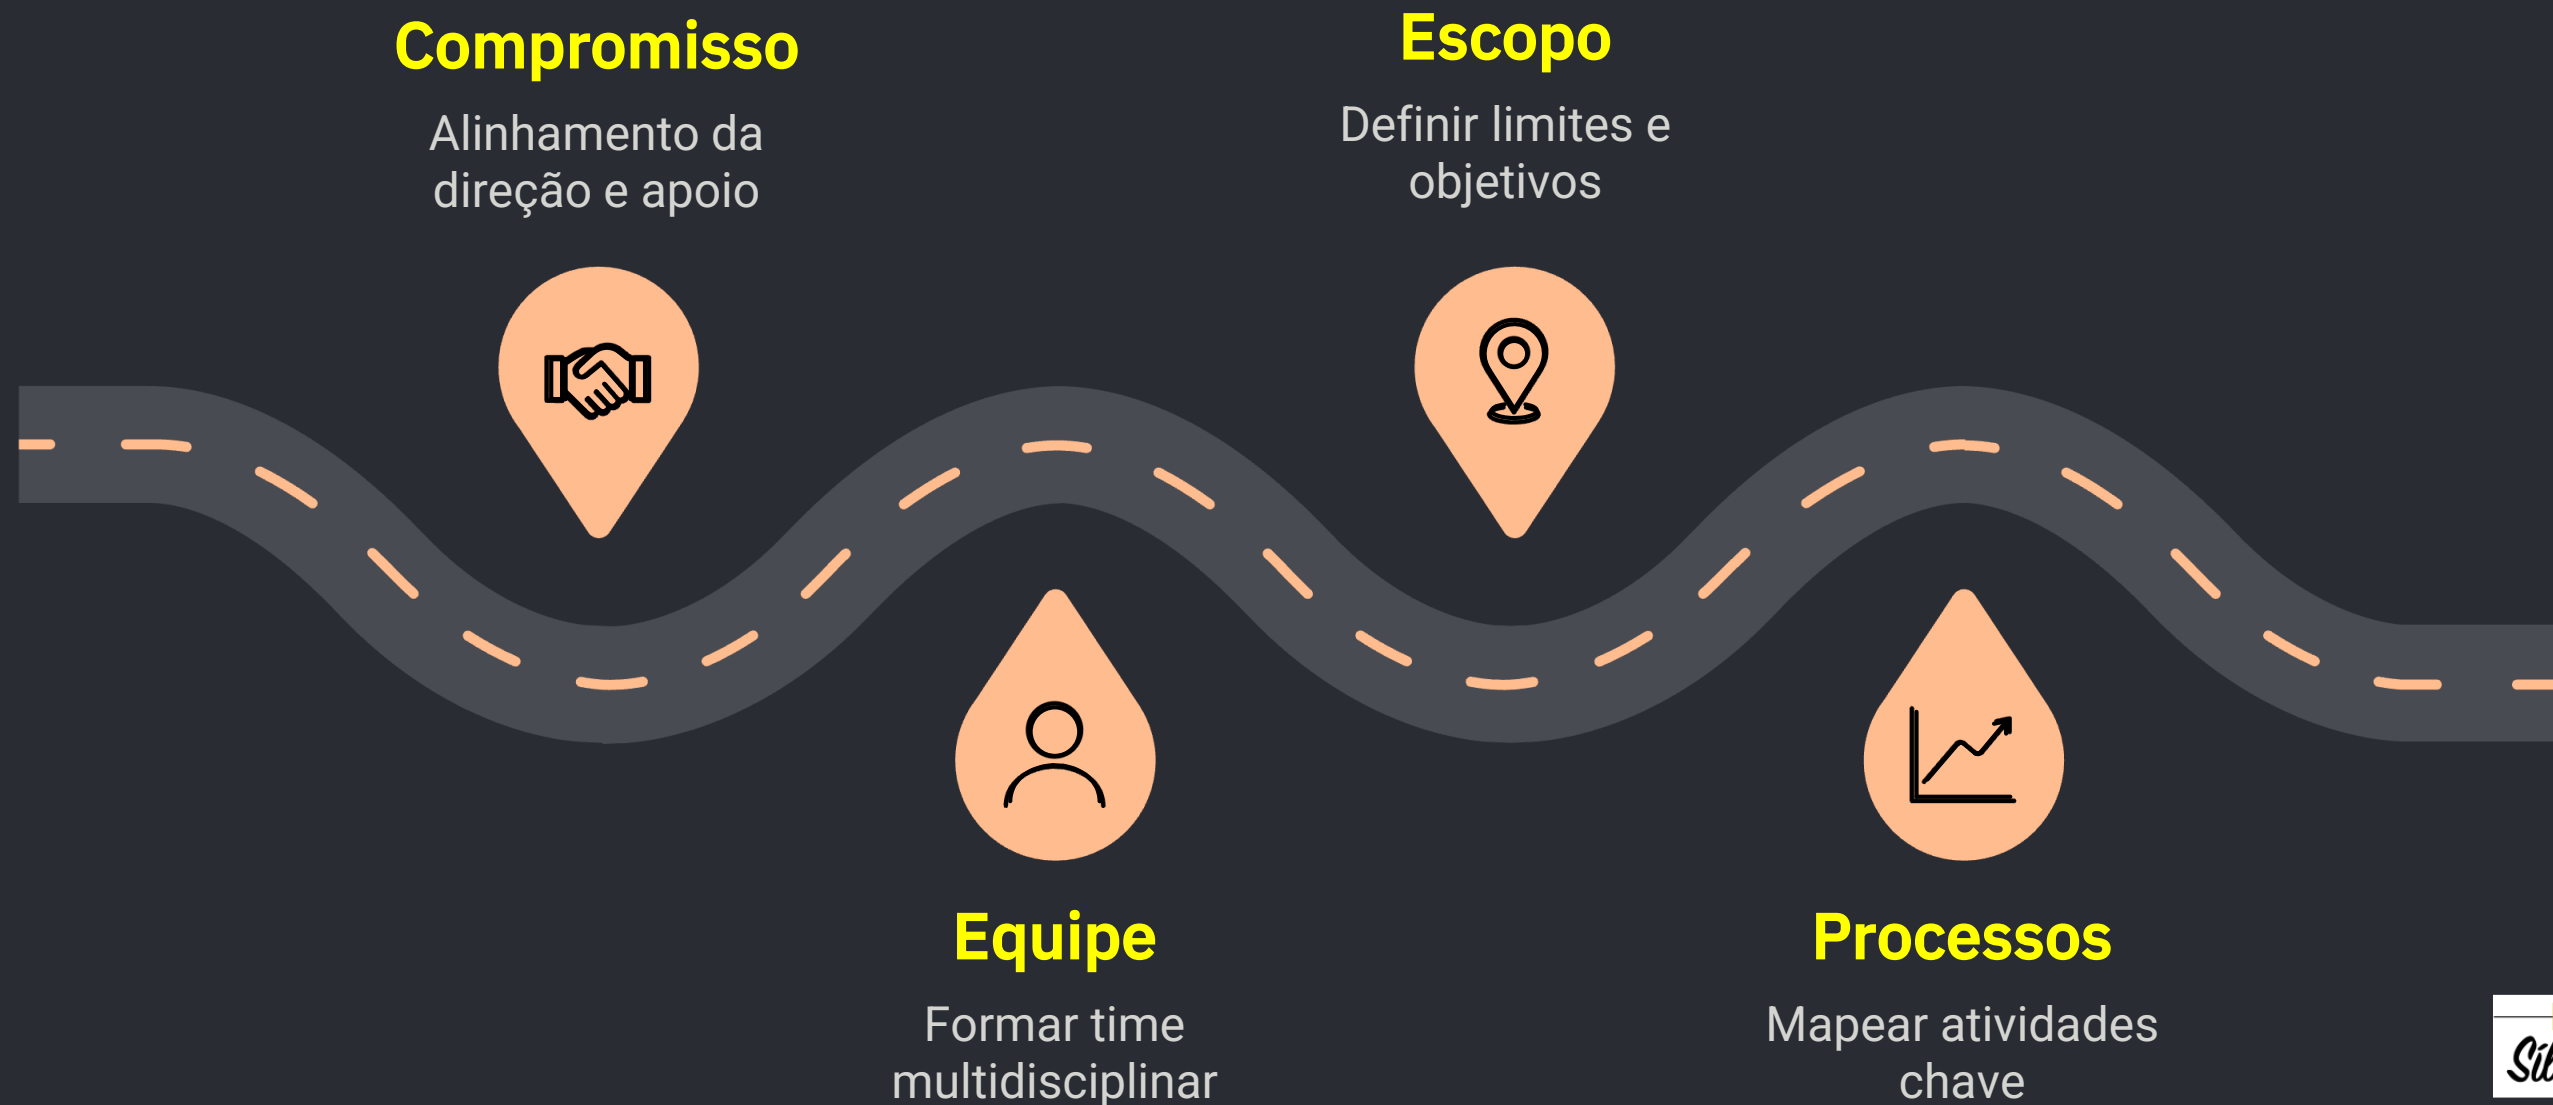 Compromisso
Alinhamento da
direção e apoio
Escopo
Definir limites e
objetivos
Equipe
Formar time
multidisciplinar
Processos
Mapear atividades
chave